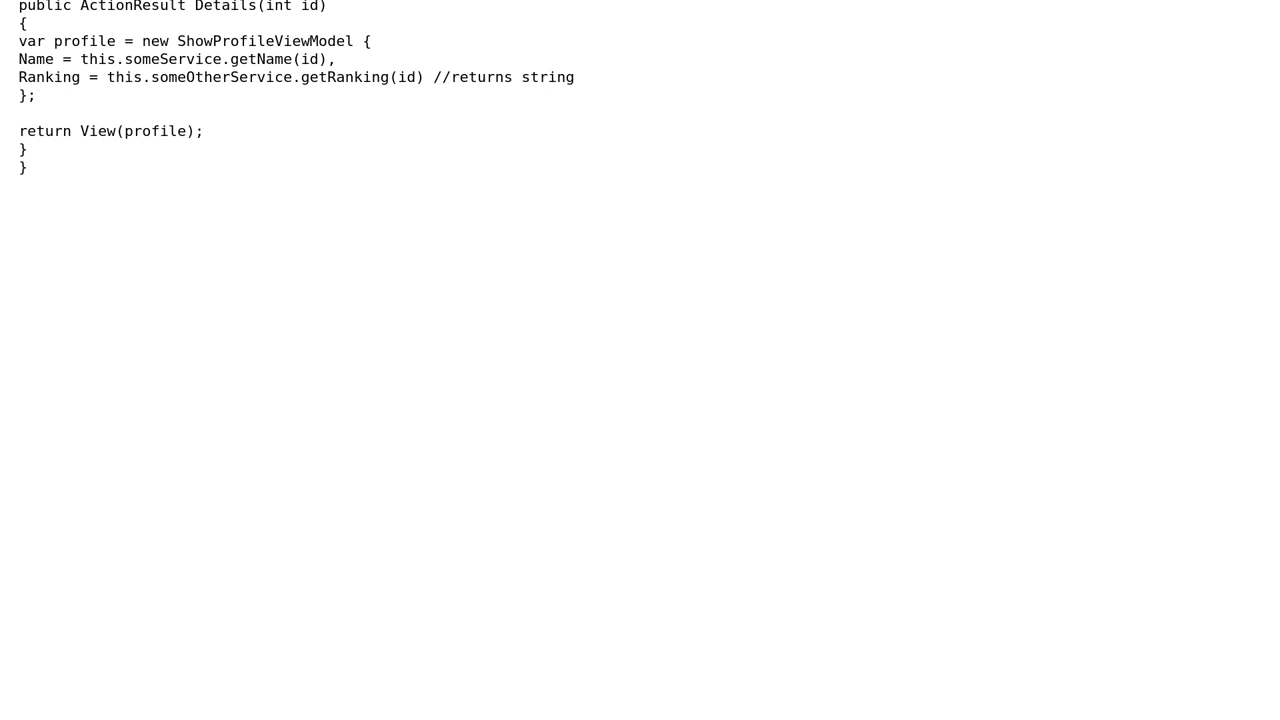 public ActionResult Details(int id)
{
var profile = new ShowProfileViewModel {
Name = this.someService.getName(id),
Ranking = this.someOtherService.getRanking(id) //returns string
};

return View(profile);
}
}